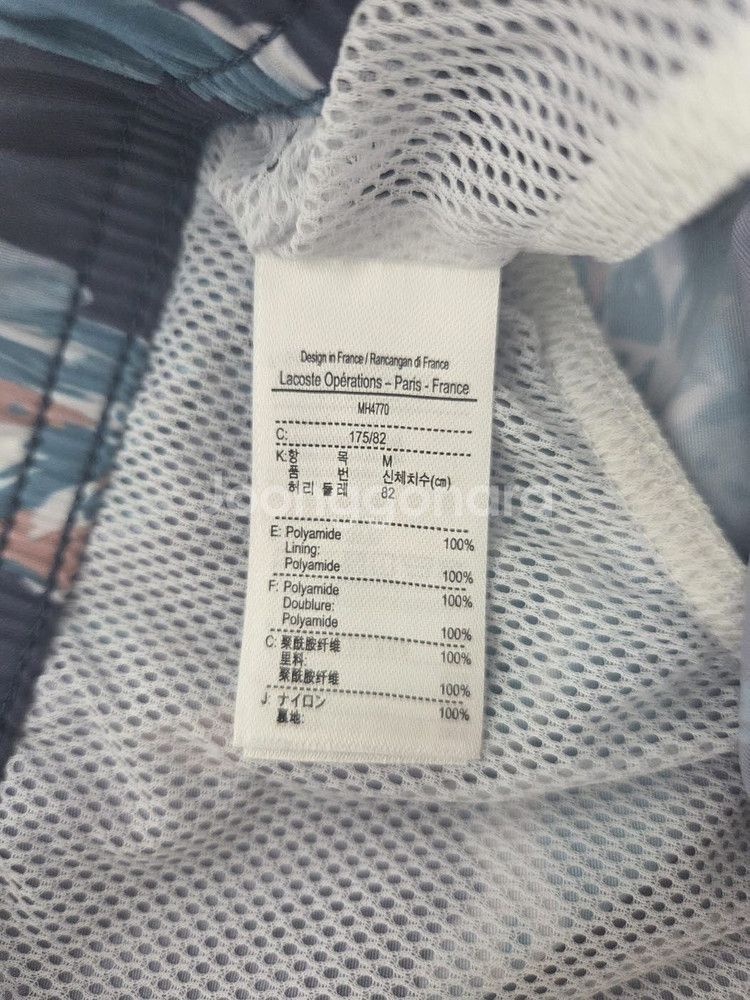 Design in France / Rancangan di France
Lacoste Opérations – Paris - France
MH4770
C: 175/82
K:항 목 M
품 번 신체치수(cm)
허리 둘레 82
Joonggonara
E: Polyamide 100%
Lining:
Polyamide 100%
F: Polyamide 100%
Doublure:
Polyamide 100%
C: 聚酰胺纤维 100%
里料:
聚酰胺纤维 100%
J: ナイロン 100%
裏地: